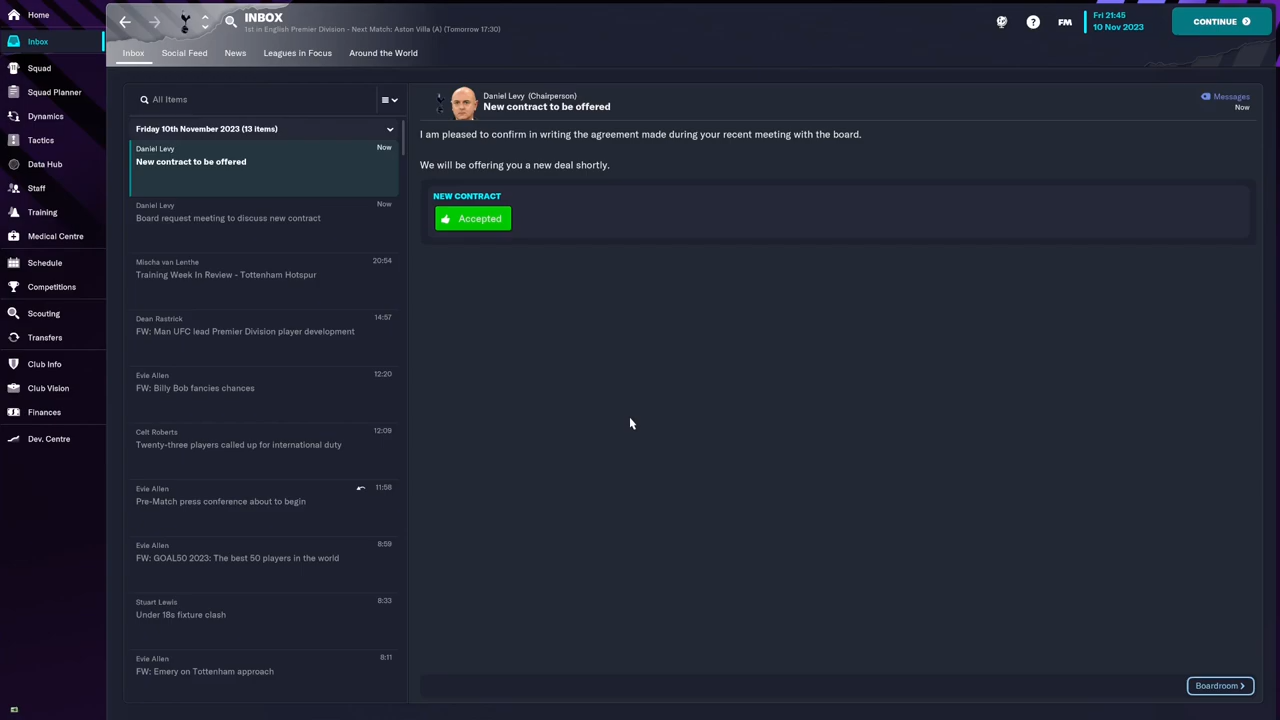 Home
Inbox
Squad
Squad Planner
Dynamics
Tactics
Data Hub
Staff
Training
Medical Centre
Schedule
Competitions
Scouting
Transfers
Club Info
Club Vision
Finances
Dev. Centre
INBOX
1st in English Premier Division - Next Match: Aston Villa (A) (Tomorrow 17:30)
FM
Fri 21:45
10 Nov 2023
CONTINUE
Inbox
Social Feed
News
Leagues in Focus
Around the World
All Items
Friday 10th November 2023 (13 items)
Daniel Levy
Now
New contract to be offered
Daniel Levy
Now
Board request meeting to discuss new contract
Mischa van Lenthe
20:54
Training Week In Review - Tottenham Hotspur
Dean Rastrick
14:57
FW: Man UFC lead Premier Division player development
Evie Allen
12:20
FW: Billy Bob fancies chances
Celt Roberts
12:09
Twenty-three players called up for international duty
Evie Allen
11:58
Pre-Match press conference about to begin
Evie Allen
8:59
FW: GOAL50 2023: The best 50 players in the world
Stuart Lewis
8:33
Under 18s fixture clash
Evie Allen
8:11
FW: Emery on Tottenham approach
Daniel Levy (Chairperson)
New contract to be offered
Messages
Now
I am pleased to confirm in writing the agreement made during your recent meeting with the board.
We will be offering you a new deal shortly.
NEW CONTRACT
Accepted
Boardroom